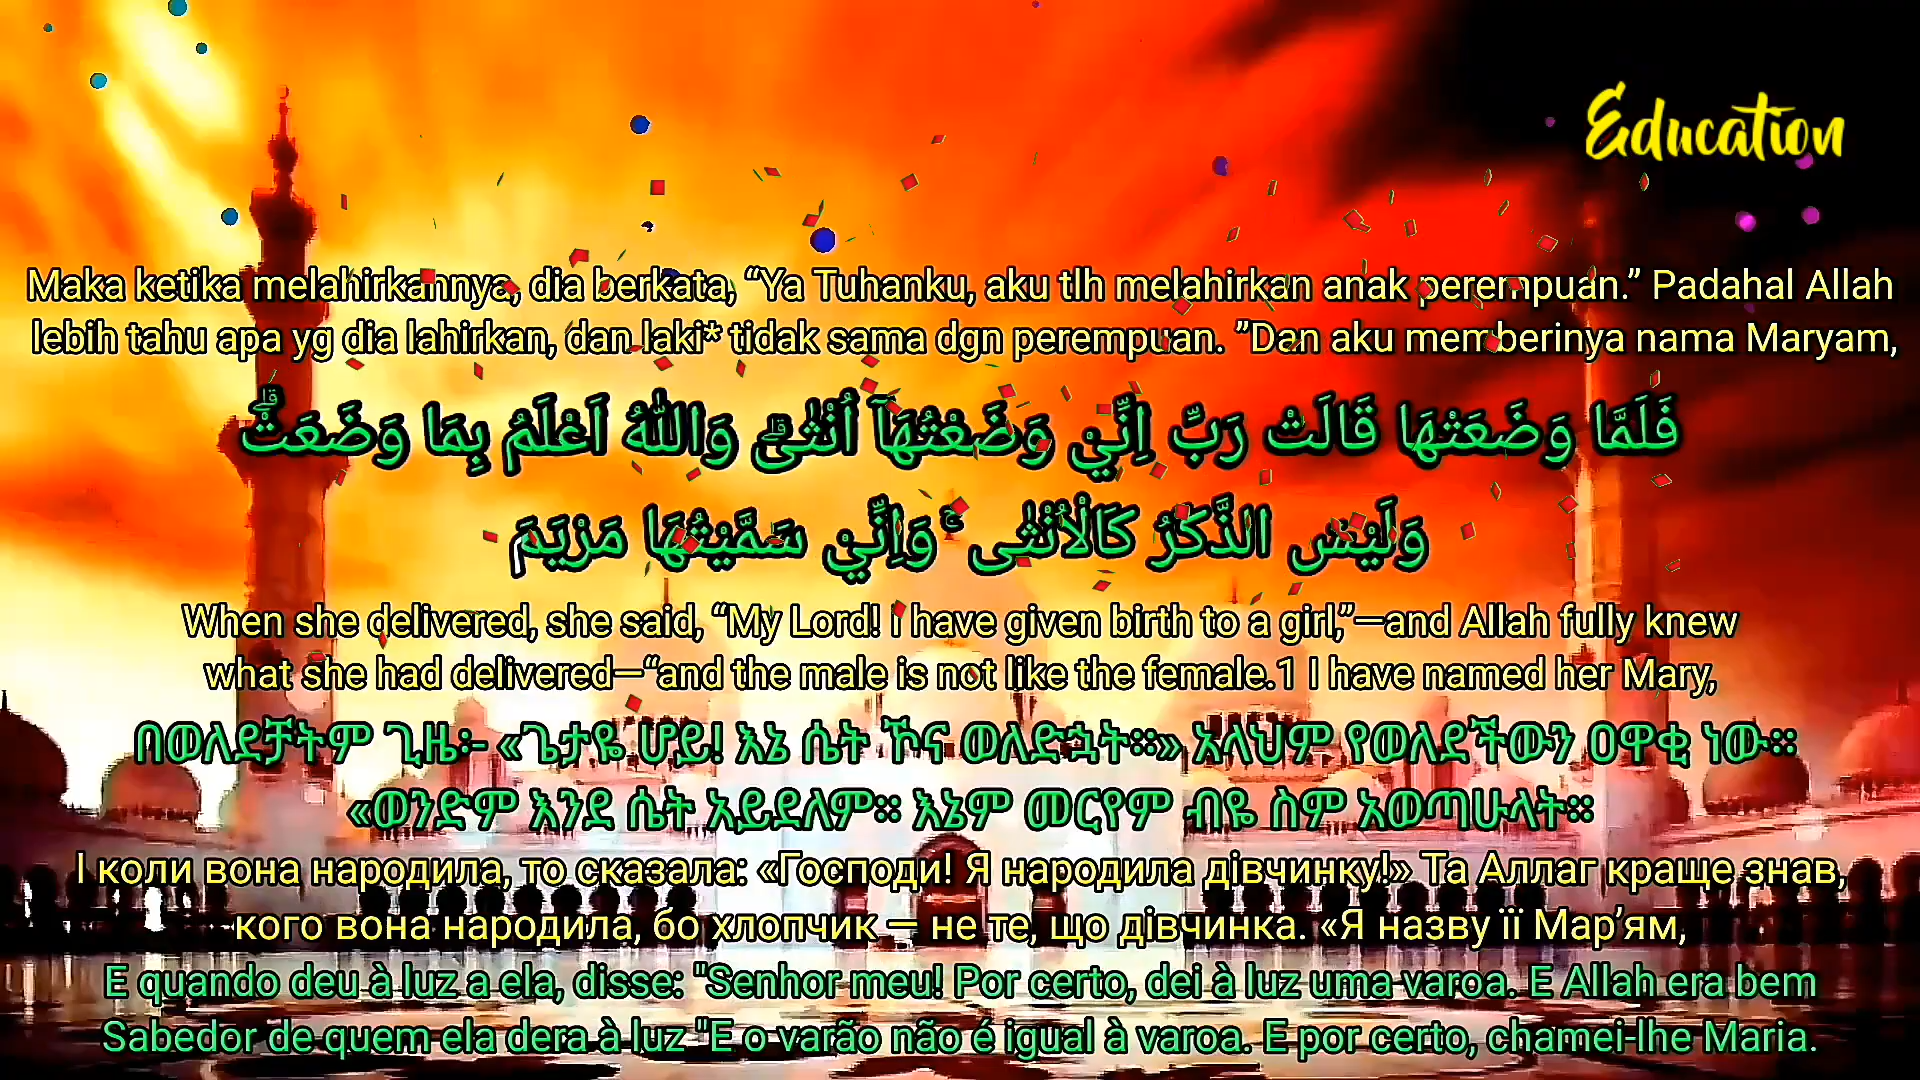 Education
Maka ketika melahirkannya, dia berkata, “Ya Tuhanku, aku tlh melahirkan anak perempuan.” Padahal Allah
lebih tahu apa yg dia lahirkan, dan laki* tidak sama dgn perempuan. ”Dan aku memberinya nama Maryam,
فَلَمَّا وَضَعَتْهَا قَالَتْ رَبِّ اِنِّيْ وَضَعْتُهَآ اُنْثٰىۗ وَاللّٰهُ اَعْلَمُ بِمَا وَضَعَتْۗ
وَلَيْسَ الذَّكَرُ كَالْاُنْثٰى ۚ وَاِنِّيْ سَمَّيْتُهَا مَرْيَمَ
When she delivered, she said, “My Lord! I have given birth to a girl,”—and Allah fully knew
what she had delivered—“and the male is not like the female.1 I have named her Mary,
በወለደቻትም ጊዜ፡- «ጌታዬ ሆይ! እኔ ሴት ኾና ወለድኋት፡፡» አላህም የወለደችውን ዐዋቂ ነው፡፡
«ወንድም እንደ ሴት አይደለም፡፡ እኔም መርየም ብዬ ስም አወጣሁላት፡፡
І коли вона народила, то сказала: «Господи! Я народила дівчинку!» Та Аллаг краще знав,
кого вона народила, бо хлопчик — не те, що дівчинка. «Я назву її Мар’ям,
E quando deu à luz a ela, disse: "Senhor meu! Por certo, dei à luz uma varoa. E Allah era bem
Sabedor de quem ela dera à luz "E o varão não é igual à varoa. E por certo, chamei-lhe Maria.